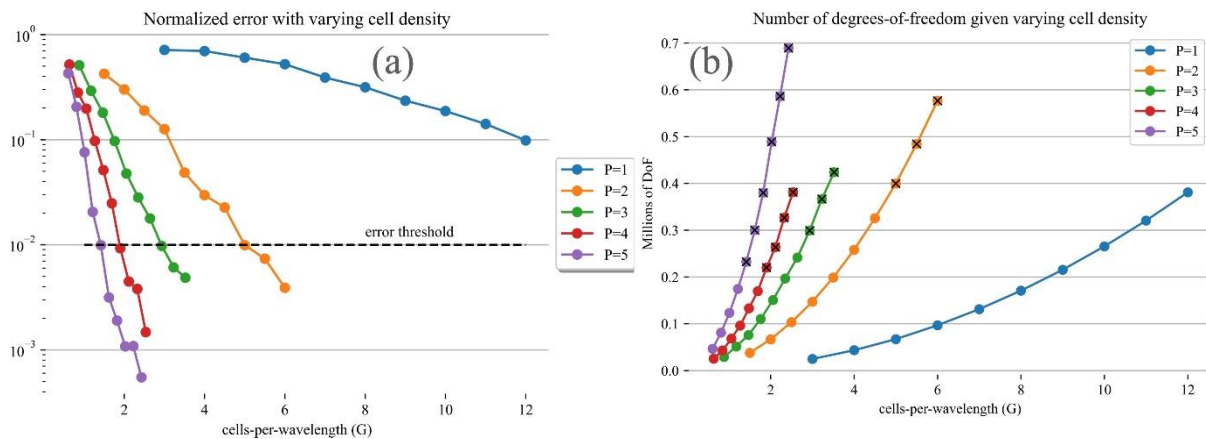 Normalized error with varying cell density
(a)
10⁰
10⁻¹
10⁻²
10⁻³
error threshold
P=1
P=2
P=3
P=4
P=5
2 4 6 8 10 12
cells-per-wavelength (G)
Number of degrees-of-freedom given varying cell density
(b)
Millions of DoF
0.7
0.6
0.5
0.4
0.3
0.2
0.1
0.0
P=1
P=2
P=3
P=4
P=5
2 4 6 8 10 12
cells-per-wavelength (G)